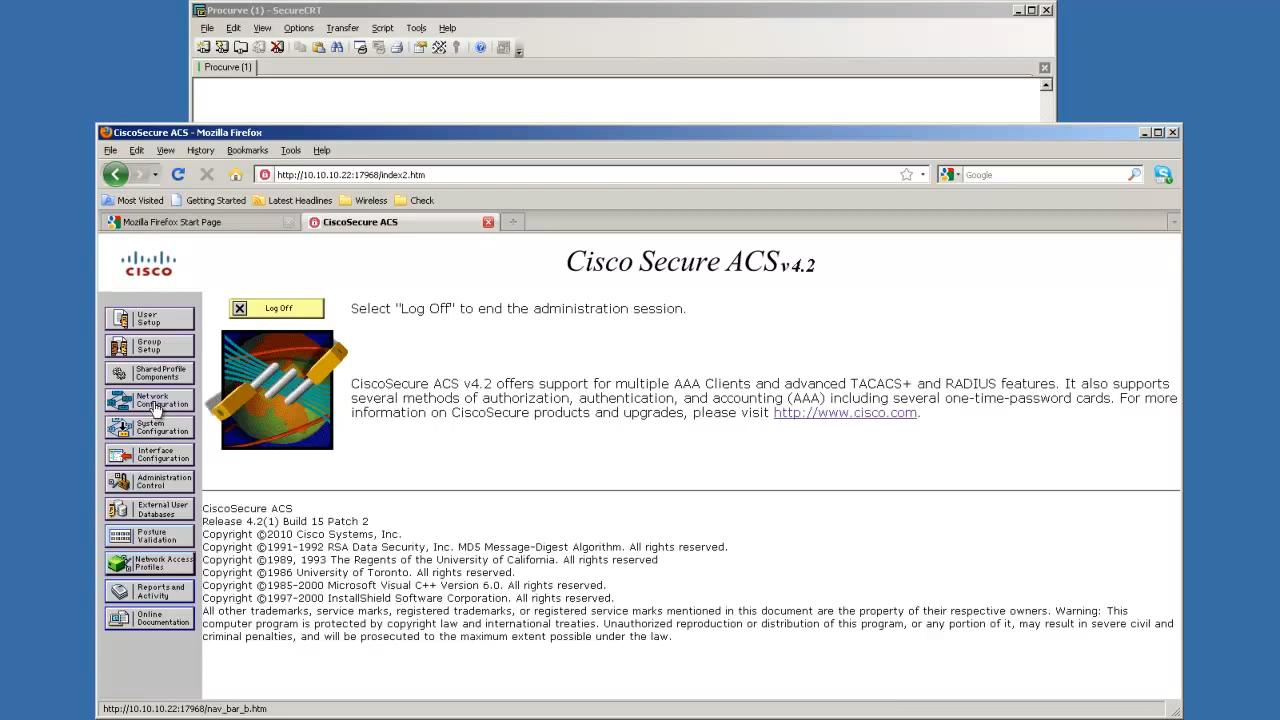 Procurve (1) - SecureCRT
File Edit View Options Transfer Script Tools Help
Procurve (1)
CiscoSecure ACS - Mozilla Firefox
File Edit View History Bookmarks Tools Help
http://10.10.10.22:17968/index2.htm
Google
Most Visited Getting Started Latest Headlines Wireless Check
Mozilla Firefox Start Page CiscoSecure ACS
CISCO
Cisco Secure ACS v4.2
User Setup
Group Setup
Shared Profile Components
Network Configuration
System Configuration
Interface Configuration
Administration Control
External User Databases
Posture Validation
Network Access Profiles
Reports and Activity
Online Documentation
Log Off
Select "Log Off" to end the administration session.
CiscoSecure ACS v4.2 offers support for multiple AAA Clients and advanced TACACS+ and RADIUS features. It also supports
several methods of authorization, authentication, and accounting (AAA) including several one-time-password cards. For more
information on CiscoSecure products and upgrades, please visit http://www.cisco.com.
CiscoSecure ACS
Release 4.2(1) Build 15 Patch 2
Copyright ©2010 Cisco Systems, Inc.
Copyright ©1991-1992 RSA Data Security, Inc. MD5 Message-Digest Algorithm. All rights reserved.
Copyright ©1989, 1993 The Regents of the University of California. All rights reserved
Copyright ©1986 University of Toronto. All rights reserved.
Copyright ©1985-2000 Microsoft Visual C++ Version 6.0. All rights reserved.
Copyright ©1997-2000 InstallShield Software Corporation. All rights reserved.
All other trademarks, service marks, registered trademarks, or registered service marks mentioned in this document are the property of their respective owners. Warning: This
computer program is protected by copyright law and international treaties. Unauthorized reproduction or distribution of this program, or any portion of it, may result in severe civil and
criminal penalties, and will be prosecuted to the maximum extent possible under the law.
http://10.10.10.22:17968/nav_bar_b.htm